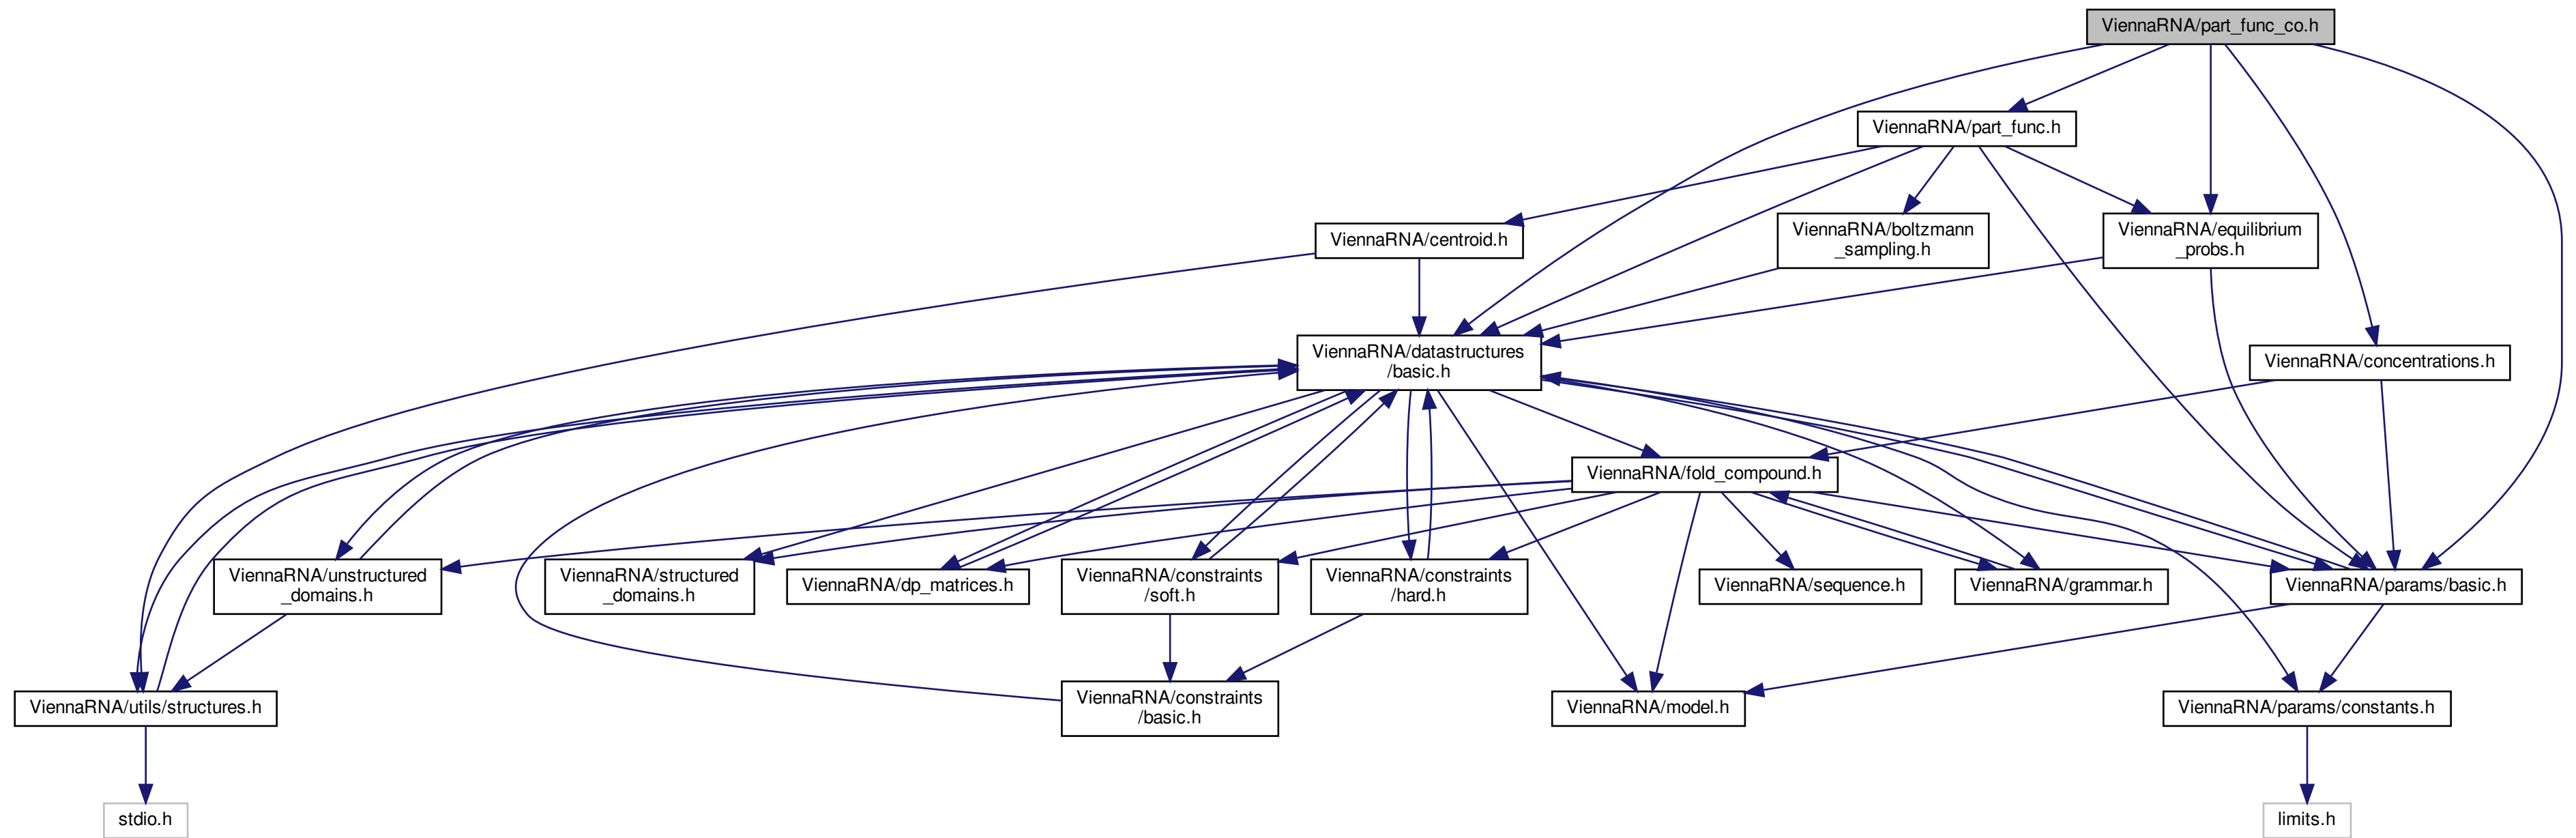 ViennaRNA/part_func_co.h
ViennaRNA/part_func.h
ViennaRNA/centroid.h
ViennaRNA/boltzmann
_sampling.h
ViennaRNA/equilibrium
_probs.h
ViennaRNA/datastructures
/basic.h
ViennaRNA/concentrations.h
ViennaRNA/fold_compound.h
ViennaRNA/unstructured
_domains.h
ViennaRNA/structured
_domains.h
ViennaRNA/dp_matrices.h
ViennaRNA/constraints
/soft.h
ViennaRNA/constraints
/hard.h
ViennaRNA/sequence.h
ViennaRNA/grammar.h
ViennaRNA/params/basic.h
ViennaRNA/utils/structures.h
ViennaRNA/constraints
/basic.h
ViennaRNA/model.h
ViennaRNA/params/constants.h
stdio.h
limits.h